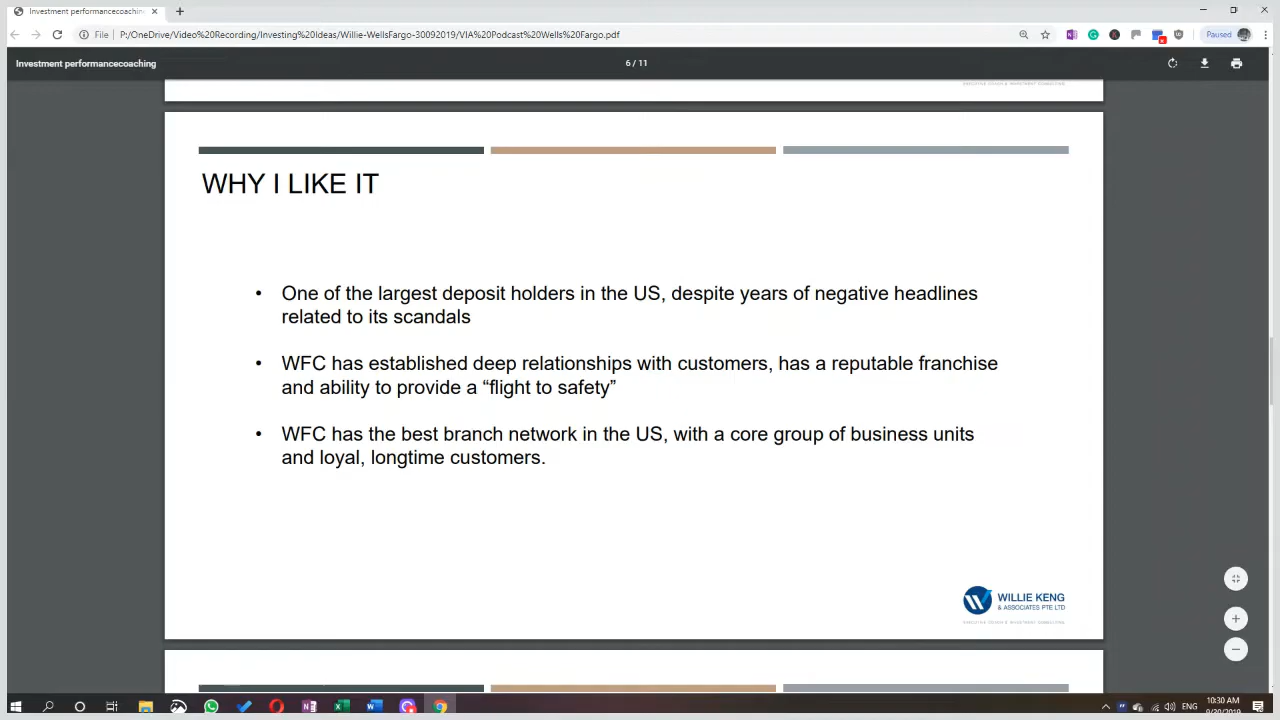 Investment performancecoachin
File
P:/OneDrive/Video%20Recording/Investing%20Ideas/Willie-WellsFargo-30092019/VIA%20Podcast%20Wells%20Fargo.pdf
Paused
Investment performancecoaching
6 / 11
WHY I LIKE IT
• One of the largest deposit holders in the US, despite years of negative headlines
related to its scandals
• WFC has established deep relationships with customers, has a reputable franchise
and ability to provide a “flight to safety”
• WFC has the best branch network in the US, with a core group of business units
and loyal, longtime customers.
WILLIE KENG
& ASSOCIATES PTE LTD
10:30 AM
ENG
9/30/2019